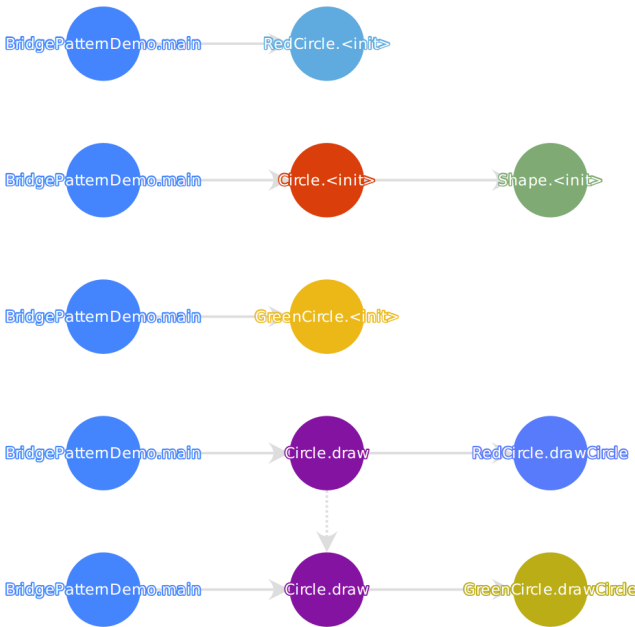 BridgePatternDemo.main RedCircle.<init>
BridgePatternDemo.main Circle.<init> Shape.<init>
BridgePatternDemo.main GreenCircle.<init>
BridgePatternDemo.main Circle.draw RedCircle.drawCircle
BridgePatternDemo.main Circle.draw GreenCircle.drawCircle